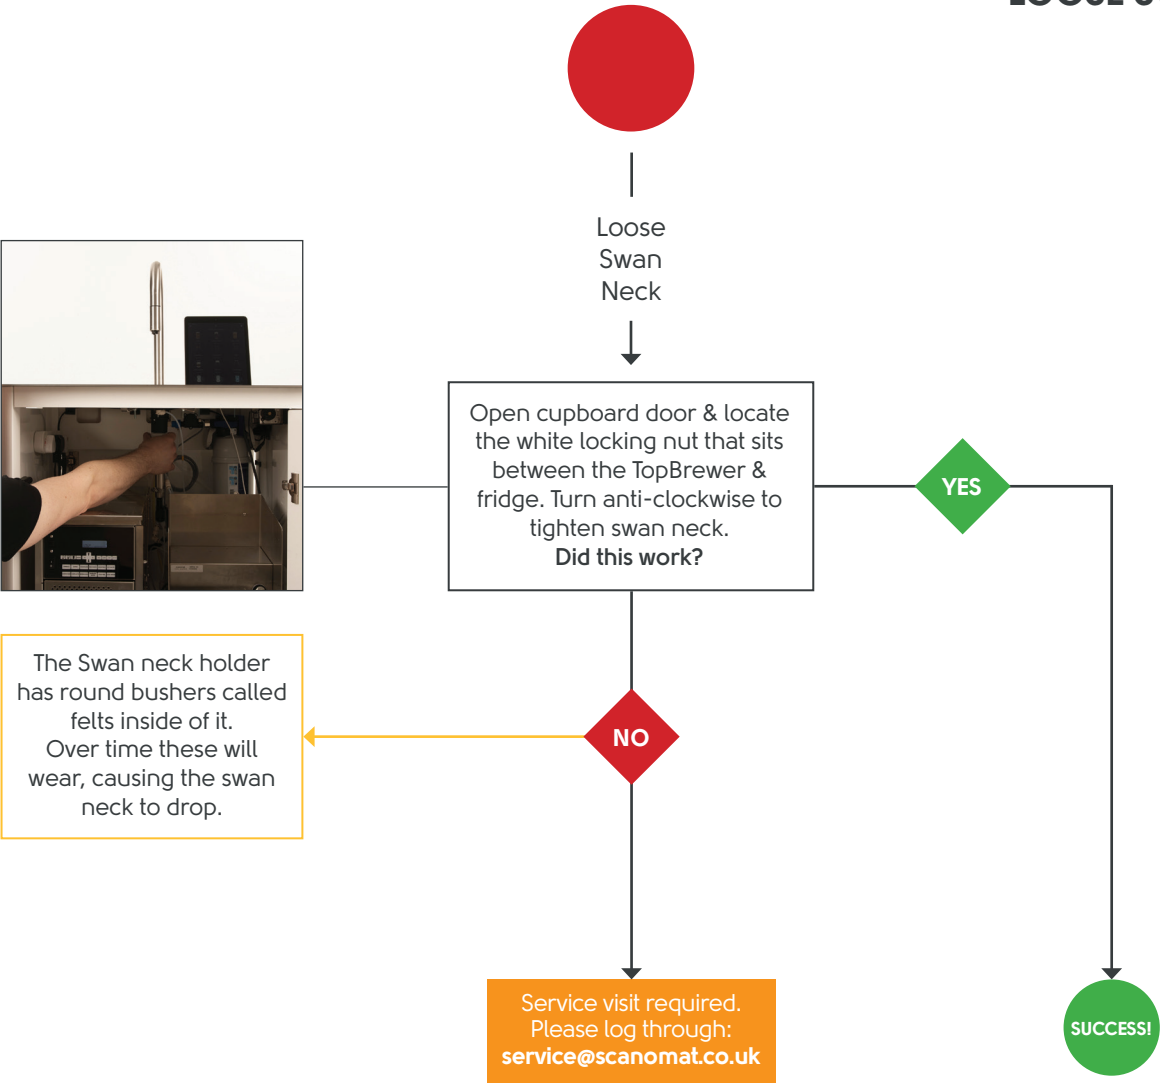 LOOSE
Loose
Swan
Neck
Open cupboard door & locate
the white locking nut that sits
between the TopBrewer &
fridge. Turn anti-clockwise to
tighten swan neck.
Did this work?
YES
The Swan neck holder
has round bushers called
felts inside of it.
Over time these will
wear, causing the swan
neck to drop.
NO
Service visit required.
Please log through:
service@scanomat.co.uk
SUCCESS!